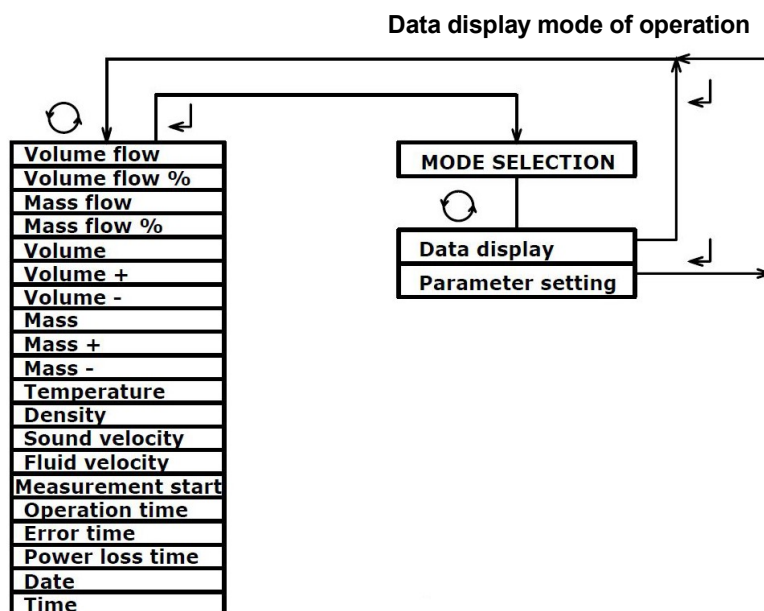 Data display mode of operation
Volume flow
Volume flow %
Mass flow
Mass flow %
Volume
Volume +
Volume -
Mass
Mass +
Mass -
Temperature
Density
Sound velocity
Fluid velocity
Measurement start
Operation time
Error time
Power loss time
Date
Time
MODE SELECTION
Data display
Parameter setting